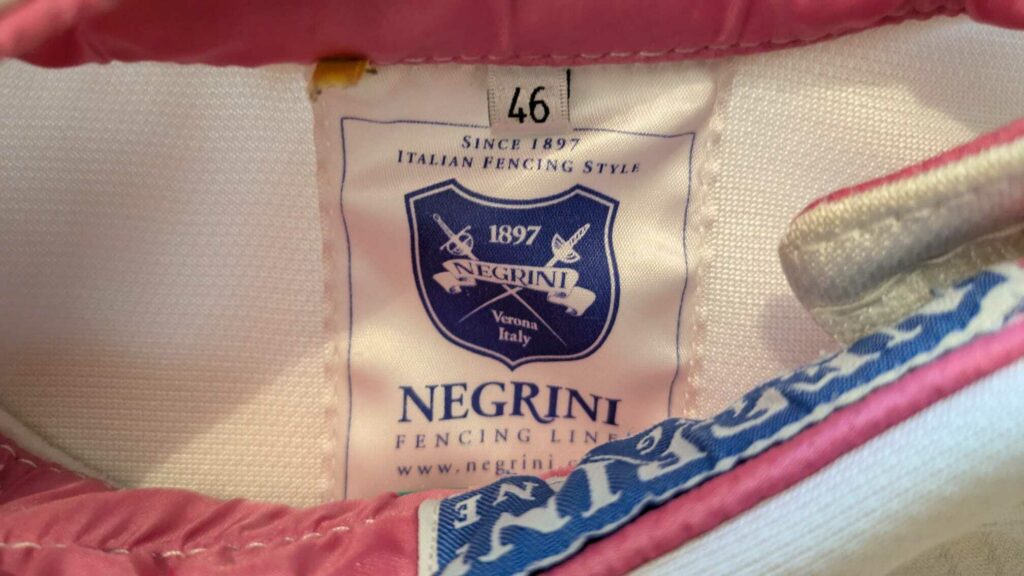 46
SINCE 1897
ITALIAN FENCING STYLE
1897
NEGRINI
Verona
Italy
NEGRINI
FENCING LINE
www.negrini.